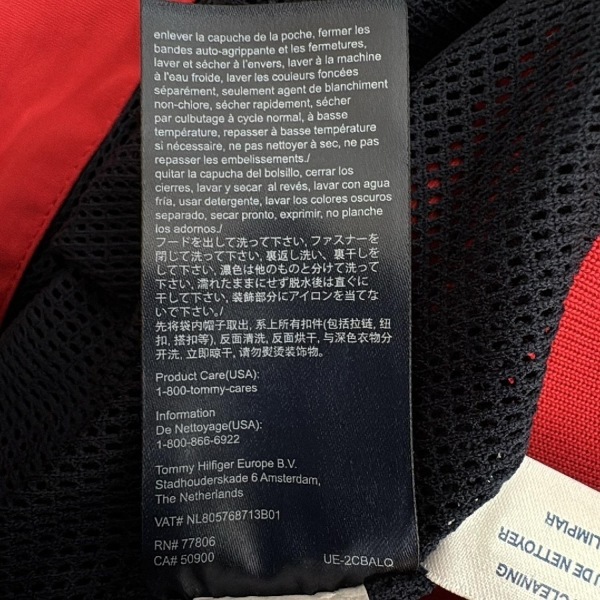 enlever la capuche de la poche, fermer les
bandes auto-agrippante et les fermetures,
laver et sécher à l'envers, laver à la machine
à l'eau froide, laver les couleurs foncées
séparément, seulement agent de blanchiment
non-chlore, sécher rapidement, sécher
par culbutage à cycle normal, à basse
température, repasser à basse température
si nécessaire, ne pas nettoyer à sec, ne pas
repasser les embelissements./
quitar la capucha del bolsillo, cerrar los
cierres, lavar y secar al revés, lavar con agua
fría, usar detergente, lavar los colores oscuros
separado, secar pronto, exprimir, no planche
los adornos./
フードを出して洗って下さい, ファスナーを
閉じて洗って下さい, 裏返し洗い、裏干しを
して下さい, 濃色は他のものと分けて洗って
下さい, 濡れたままにせず脱水後は直ぐに
干して下さい, 装飾部分にアイロンを当てな
いで下さい,/
先将袋内帽子取出, 系上所有扣件(包括拉链, 纽
扣, 搭扣等), 反面清洗, 反面烘干, 与深色衣物分
开洗, 立即晾干, 请勿熨烫装饰物。
Product Care(USA):
1-800-tommy-cares
Information
De Nettoyage(USA):
1-800-866-6922
Tommy Hilfiger Europe B.V.
Stadhouderskade 6 Amsterdam,
The Netherlands
VAT# NL805768713B01
RN# 77806
CA# 50900
UE-2CBALQ
CLEANING
U DE NETTOYER
LIMPIAR